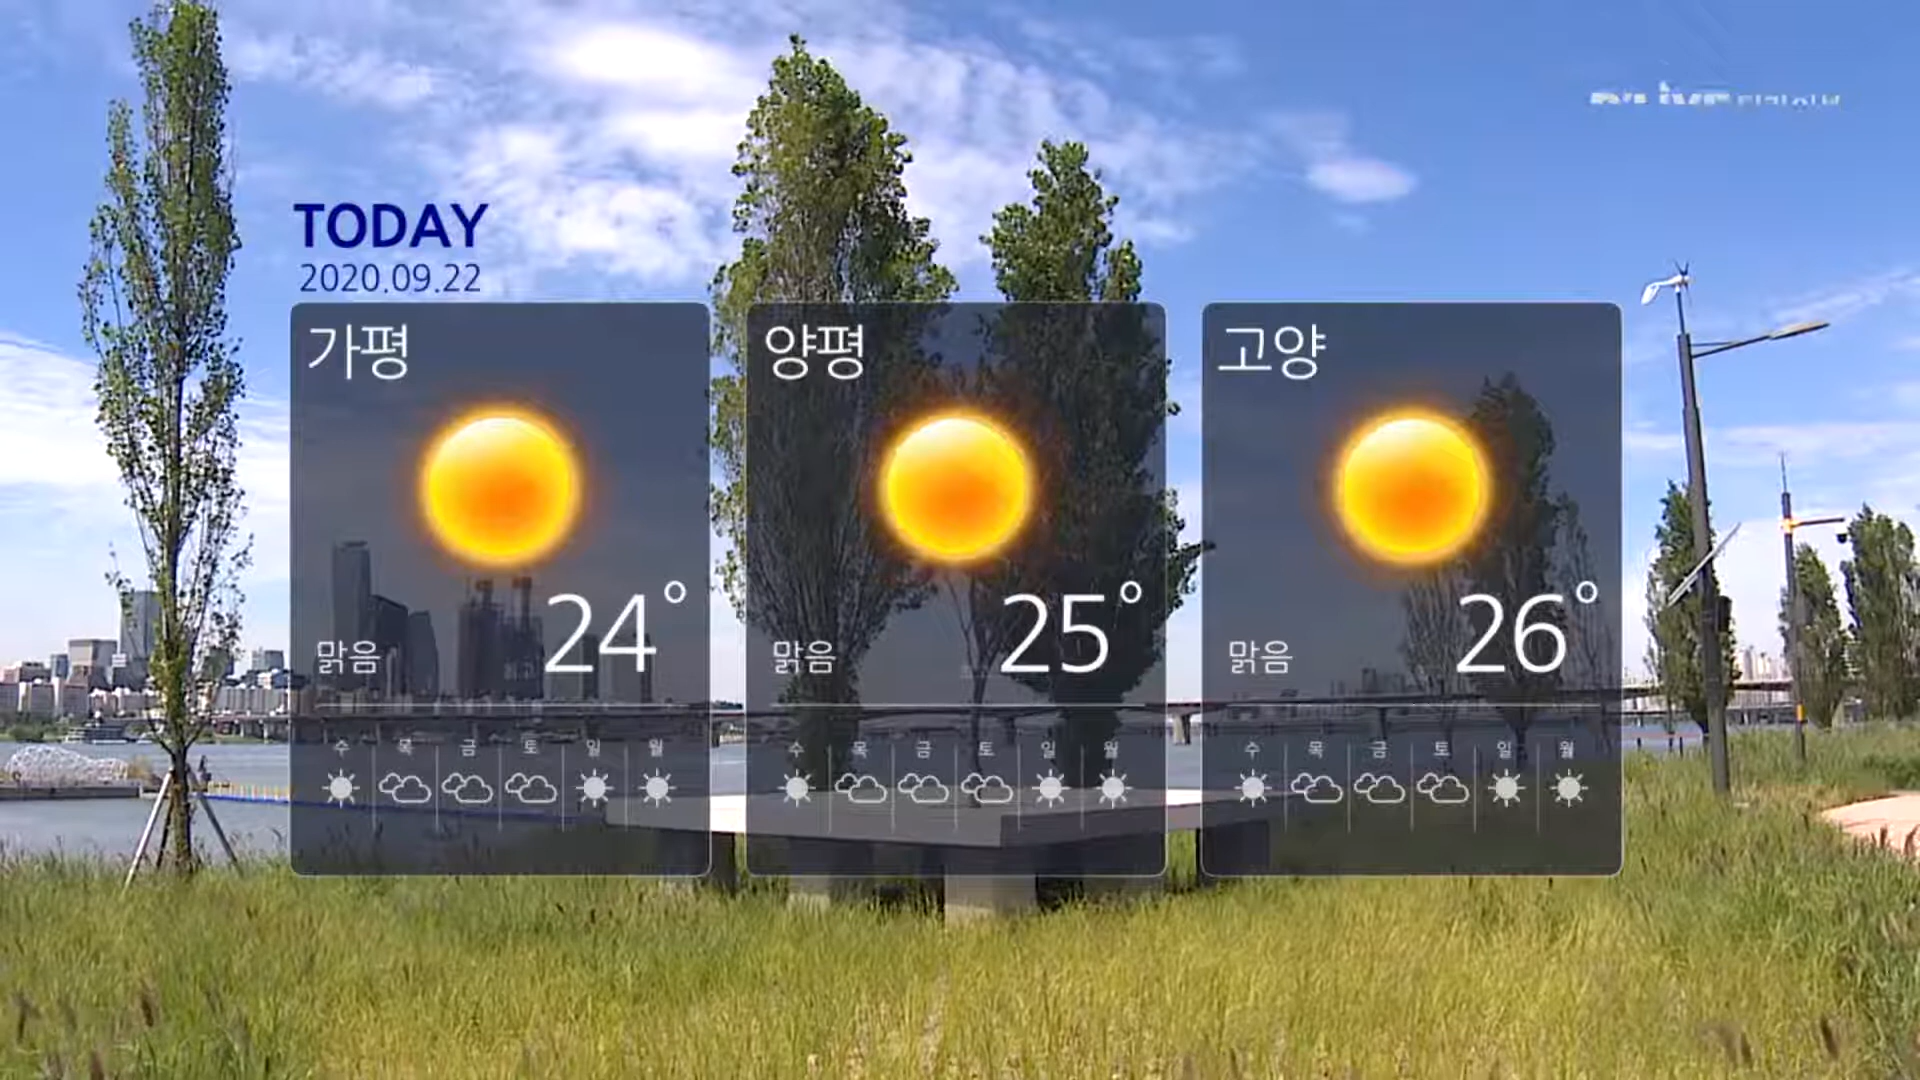 TODAY
2020.09.22
가평
맑음
24°
수 목 금 토 일 월
양평
맑음
25°
수 목 금 토 일 월
고양
맑음
26°
수 목 금 토 일 월